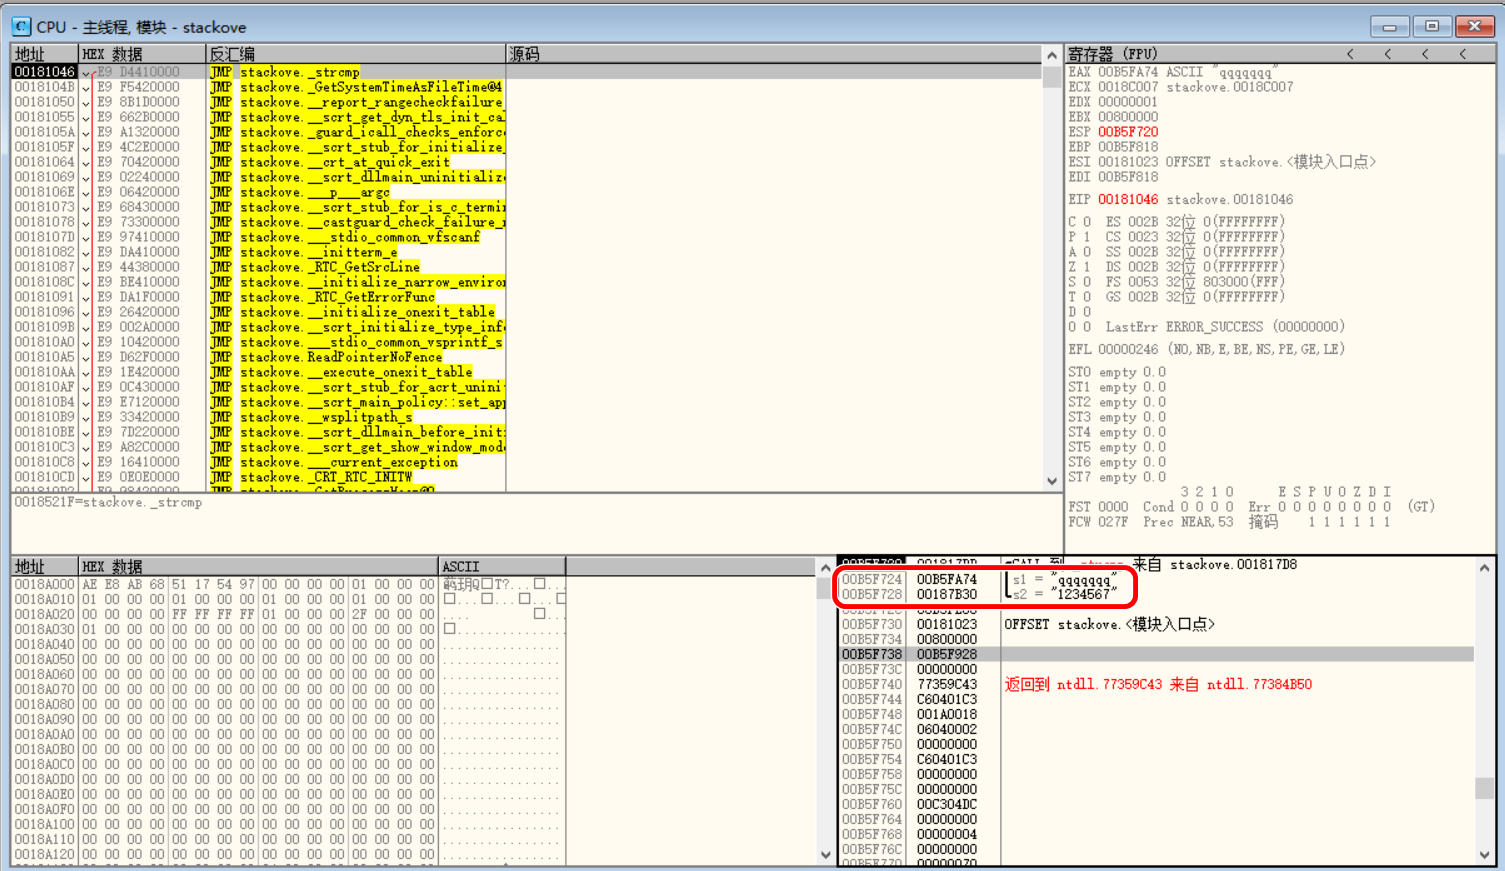 CPU - 主线程, 模块 - stackove
地址 HEX 数据 反汇编 源码
00181046 E9 D4410000 JMP stackove._strcmp
0018104B E9 F5420000 JMP stackove._GetSystemTimeAsFileTime@4
00181050 E9 8B1D0000 JMP stackove.__report_rangecheckfailure
00181055 E9 662B0000 JMP stackove.__scrt_get_dyn_tls_init_ca
0018105A E9 A1320000 JMP stackove._guard_icall_checks_enforc
0018105F E9 4C2E0000 JMP stackove.__scrt_stub_for_initialize_
00181064 E9 70420000 JMP stackove.__crt_at_quick_exit
00181069 E9 02240000 JMP stackove.__scrt_dllmain_uninitializ
0018106E E9 06420000 JMP stackove.___p___argc
00181073 E9 68430000 JMP stackove.__scrt_stub_for_is_c_termi
00181078 E9 73300000 JMP stackove.__castguard_check_failure_
0018107D E9 97410000 JMP stackove.___stdio_common_vfscanf
00181082 E9 DA410000 JMP stackove.__initterm_e
00181087 E9 44380000 JMP stackove._RTC_GetSrcLine
0018108C E9 BE410000 JMP stackove.__initialize_narrow_enviro
00181091 E9 DA1F0000 JMP stackove._RTC_GetErrorFunc
00181096 E9 26420000 JMP stackove.__initialize_onexit_table
0018109B E9 002A0000 JMP stackove.__scrt_initialize_type_inf
001810A0 E9 10420000 JMP stackove.___stdio_common_vsprintf_s
001810A5 E9 D62F0000 JMP stackove.ReadPointerNoFence
001810AA E9 1E420000 JMP stackove.__execute_onexit_table
001810AF E9 0C430000 JMP stackove.__scrt_stub_for_acrt_unini
001810B4 E9 E7120000 JMP stackove.__scrt_main_policy::set_ap
001810B9 E9 33420000 JMP stackove.__wsplitpath_s
001810BE E9 7D220000 JMP stackove.__scrt_dllmain_before_init
001810C3 E9 A82C0000 JMP stackove.__scrt_get_show_window_mod
001810C8 E9 16410000 JMP stackove.___current_exception
001810CD E9 0E0E0000 JMP stackove._CRT_RTC_INITW
0018521F=stackove._strcmp
寄存器 (FPU) < < < <
EAX 00B5FA74 ASCII "qqqqqqq"
ECX 0018C007 stackove.0018C007
EDX 00000001
EBX 00800000
ESP 00B5F720
EBP 00B5F818
ESI 00181023 OFFSET stackove.<模块入口点>
EDI 00B5F818
EIP 00181046 stackove.00181046
C 0 ES 002B 32位 0(FFFFFFFF)
P 1 CS 0023 32位 0(FFFFFFFF)
A 0 SS 002B 32位 0(FFFFFFFF)
Z 1 DS 002B 32位 0(FFFFFFFF)
S 0 FS 0053 32位 803000(FFF)
T 0 GS 002B 32位 0(FFFFFFFF)
D 0
O 0 LastErr ERROR_SUCCESS (00000000)
EFL 00000246 (NO,NB,E,BE,NS,PE,GE,LE)
ST0 empty 0.0
ST1 empty 0.0
ST2 empty 0.0
ST3 empty 0.0
ST4 empty 0.0
ST5 empty 0.0
ST6 empty 0.0
ST7 empty 0.0
3 2 1 0 E S P U O Z D I
FST 0000 Cond 0 0 0 0 Err 0 0 0 0 0 0 0 0 (GT)
FCW 027F Prec NEAR,53 掩码 1 1 1 1 1 1
地址 HEX 数据 ASCII
0018A000 AE E8 AB 68 51 17 54 97 00 00 00 00 01 00 00 00
0018A010 01 00 00 00 01 00 00 00 01 00 00 00 01 00 00 00
0018A020 00 00 00 00 FF FF FF FF 01 00 00 00 2F 00 00 00
0018A030 01 00 00 00 00 00 00 00 00 00 00 00 00 00 00 00
0018A040 00 00 00 00 00 00 00 00 00 00 00 00 00 00 00 00
0018A050 00 00 00 00 00 00 00 00 00 00 00 00 00 00 00 00
0018A060 00 00 00 00 00 00 00 00 00 00 00 00 00 00 00 00
0018A070 00 00 00 00 00 00 00 00 00 00 00 00 00 00 00 00
0018A080 00 00 00 00 00 00 00 00 00 00 00 00 00 00 00 00
0018A090 00 00 00 00 00 00 00 00 00 00 00 00 00 00 00 00
0018A0A0 00 00 00 00 00 00 00 00 00 00 00 00 00 00 00 00
0018A0B0 00 00 00 00 00 00 00 00 00 00 00 00 00 00 00 00
0018A0C0 00 00 00 00 00 00 00 00 00 00 00 00 00 00 00 00
0018A0D0 00 00 00 00 00 00 00 00 00 00 00 00 00 00 00 00
0018A0E0 00 00 00 00 00 00 00 00 00 00 00 00 00 00 00 00
0018A0F0 00 00 00 00 00 00 00 00 00 00 00 00 00 00 00 00
0018A100 00 00 00 00 00 00 00 00 00 00 00 00 00 00 00 00
0018A110 00 00 00 00 00 00 00 00 00 00 00 00 00 00 00 00
0018A120 00 00 00 00 00 00 00 00 00 00 00 00 00 00 00 00
来自 stackove.001817D8
00B5F724 00B5FA74 s1 = "qqqqqqq"
00B5F728 00187B30 s2 = "1234567"
00B5F730 00181023 OFFSET stackove.<模块入口点>
00B5F734 00800000
00B5F738 00B5F928
00B5F73C 00000000
00B5F740 77359C43 返回到 ntdll.77359C43 来自 ntdll.77384B50
00B5F744 C60401C3
00B5F748 001A0018
00B5F74C 06040002
00B5F750 00000000
00B5F754 C60401C3
00B5F758 00000000
00B5F75C 00000000
00B5F760 00C304DC
00B5F764 00000000
00B5F768 00000004
00B5F76C 00000000
00B5F770 00000070